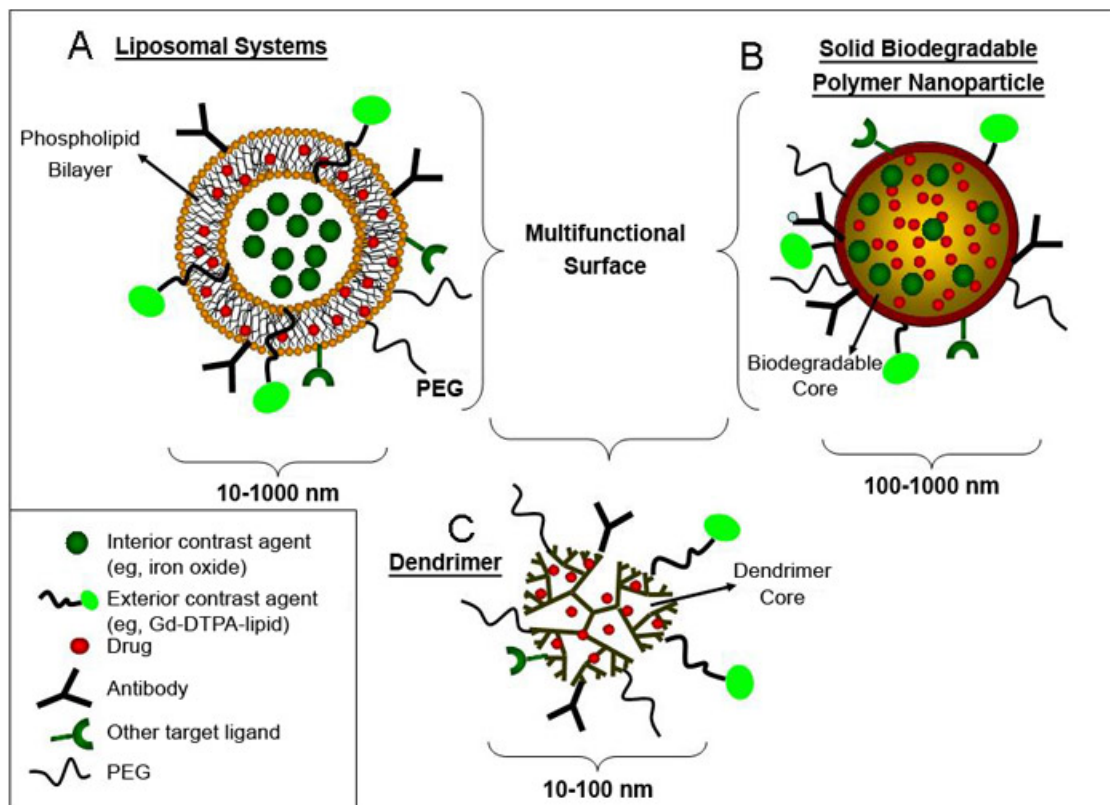 A Liposomal Systems
Phospholipid
Bilayer
PEG
10-1000 nm
Multifunctional
Surface
B Solid Biodegradable
Polymer Nanoparticle
Biodegradable
Core
100-1000 nm
C
Dendrimer
Dendrimer
Core
10-100 nm
Interior contrast agent
(eg, iron oxide)
Exterior contrast agent
(eg, Gd-DTPA-lipid)
Drug
Antibody
Other target ligand
PEG